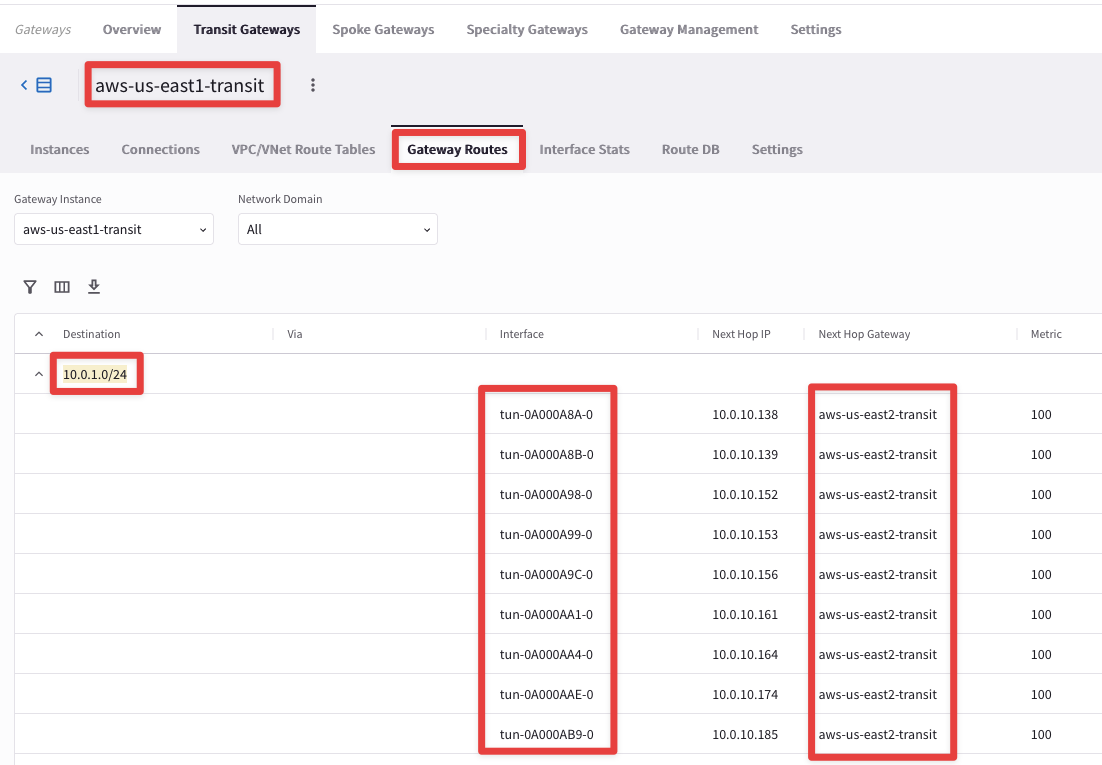 Gateways Overview Transit Gateways Spoke Gateways Specialty Gateways Gateway Management Settings
aws-us-east1-transit
Instances Connections VPC/VNet Route Tables Gateway Routes Interface Stats Route DB Settings
Gateway Instance Network Domain
aws-us-east1-transit All
Destination Via Interface Next Hop IP Next Hop Gateway Metric
10.0.1.0/24
tun-0A000A8A-0 10.0.10.138 aws-us-east2-transit 100
tun-0A000A8B-0 10.0.10.139 aws-us-east2-transit 100
tun-0A000A98-0 10.0.10.152 aws-us-east2-transit 100
tun-0A000A99-0 10.0.10.153 aws-us-east2-transit 100
tun-0A000A9C-0 10.0.10.156 aws-us-east2-transit 100
tun-0A000AA1-0 10.0.10.161 aws-us-east2-transit 100
tun-0A000AA4-0 10.0.10.164 aws-us-east2-transit 100
tun-0A000AAE-0 10.0.10.174 aws-us-east2-transit 100
tun-0A000AB9-0 10.0.10.185 aws-us-east2-transit 100